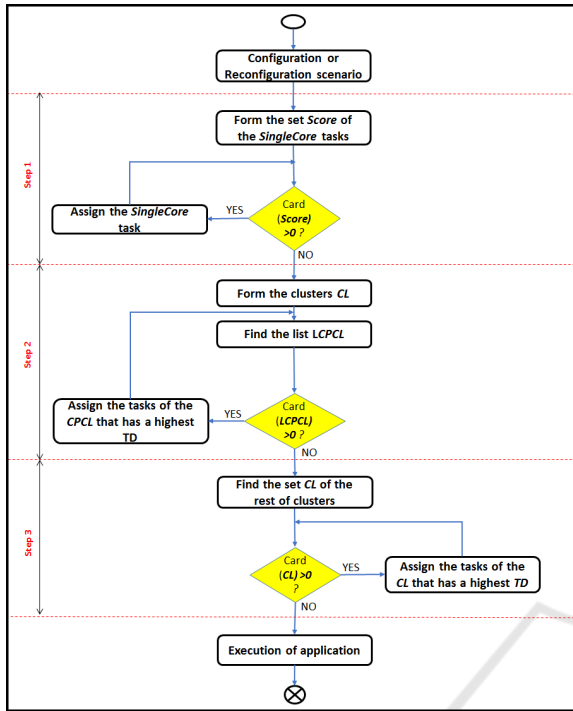 Configuration or
Reconfiguration scenario
Step 1
Form the set Score of
the SingleCore tasks
Assign the SingleCore
task
YES
Card
(Score)
>0 ?
NO
Step 2
Form the clusters CL
Find the list LCPCL
Assign the tasks of the
CPCL that has a highest
TD
YES
Card
(LCPCL)
>0 ?
NO
Step 3
Find the set CL of the
rest of clusters
Card
(CL) >0
?
YES
Assign the tasks of the
CL that has a highest TD
NO
Execution of application